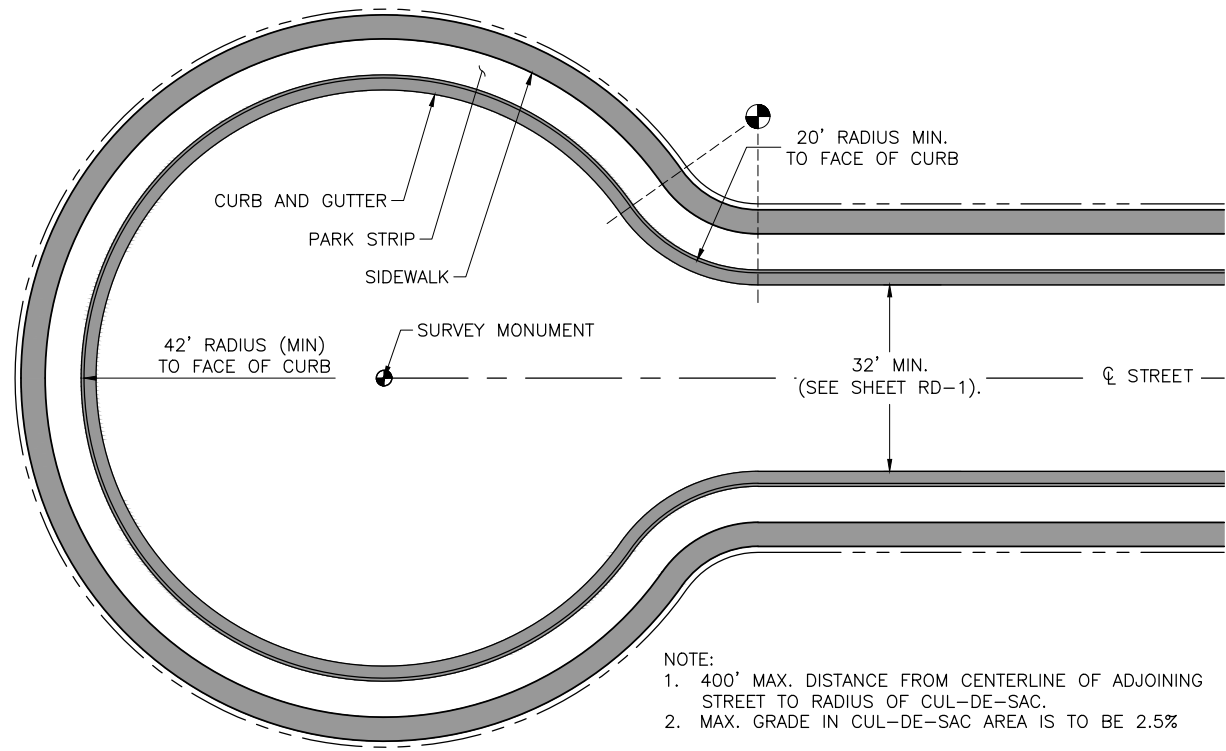 20' RADIUS MIN.
TO FACE OF CURB
CURB AND GUTTER
PARK STRIP
SIDEWALK
SURVEY MONUMENT
42' RADIUS (MIN)
TO FACE OF CURB
32' MIN.
(SEE SHEET RD-1).
℄ STREET
NOTE:
1. 400' MAX. DISTANCE FROM CENTERLINE OF ADJOINING
STREET TO RADIUS OF CUL-DE-SAC.
2. MAX. GRADE IN CUL-DE-SAC AREA IS TO BE 2.5%